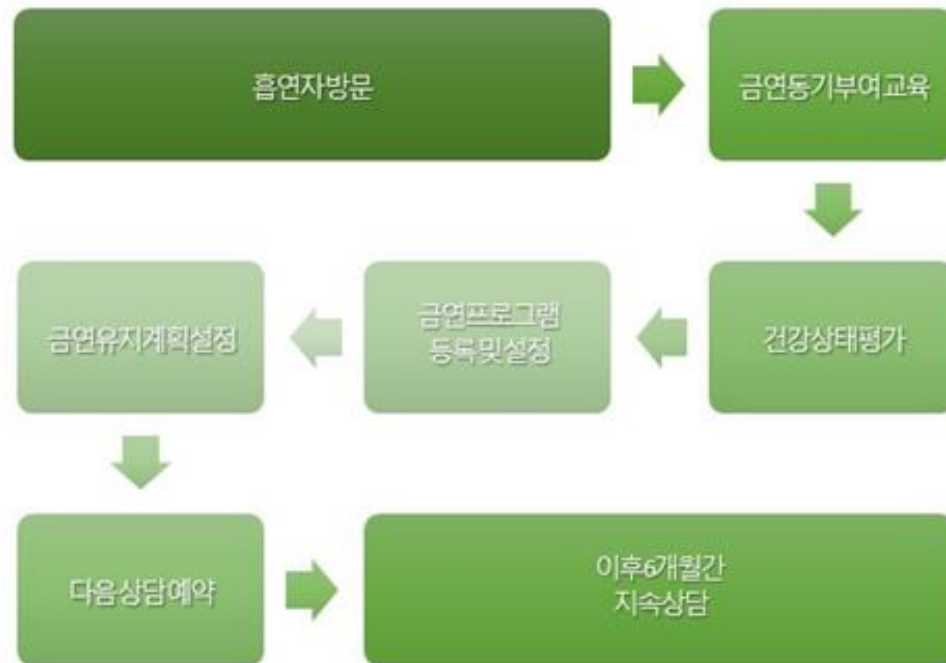 흡연자방문
금연동기부여교육
건강상태평가
금연프로그램
등록및설정
금연유지계획설정
다음상담예약
이후6개월간
지속상담